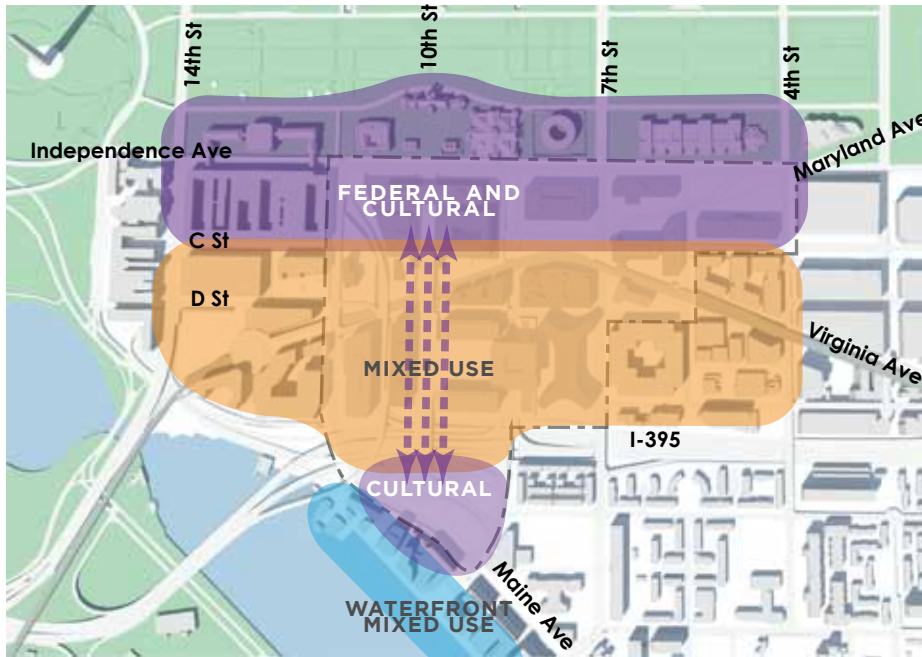 14th St
10th St
7th St
4th St
Independence Ave
Maryland Ave
FEDERAL AND
CULTURAL
C St
D St
MIXED USE
Virginia Ave
I-395
CULTURAL
Maine Ave
WATERFRONT
MIXED USE